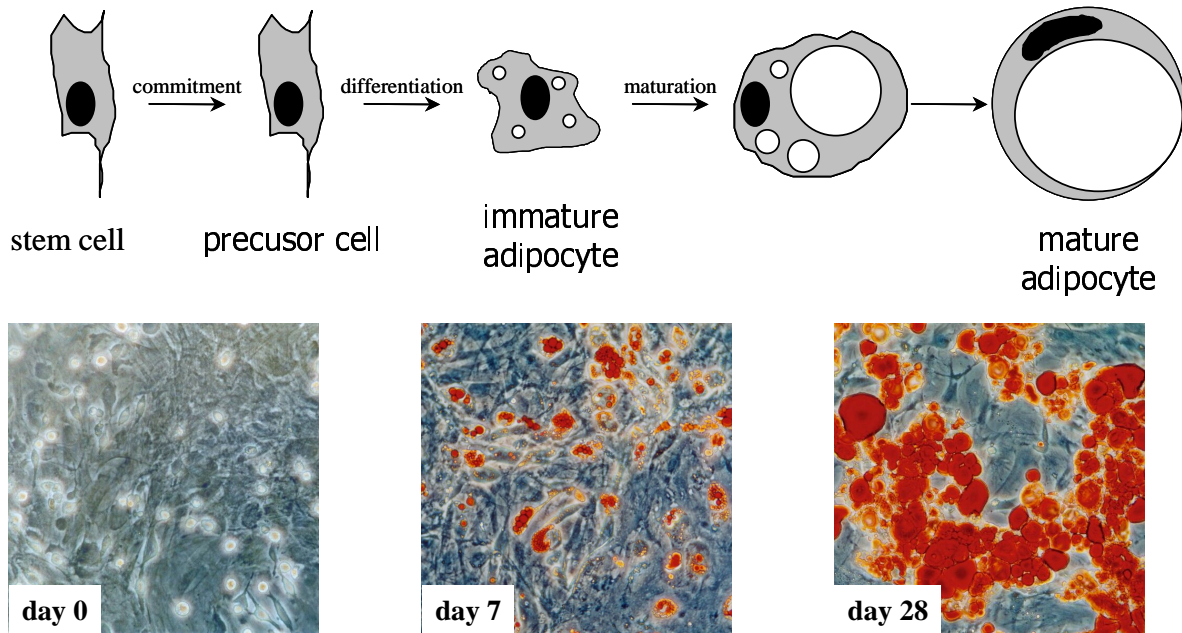 commitment
differentiation
maturation
stem cell
precusor cell
immature
adipocyte
mature
adipocyte
day 0
day 7
day 28